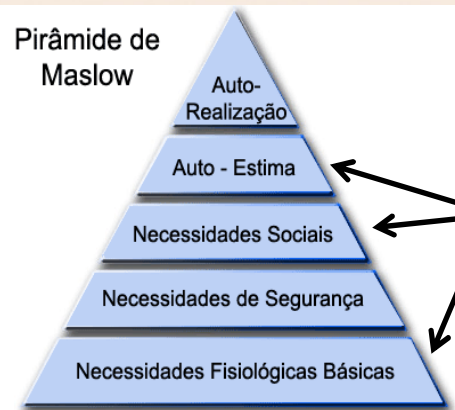 Pirâmide de
Maslow
Auto-
Realização
Auto - Estima
Necessidades Sociais
Necessidades de Segurança
Necessidades Fisiológicas Básicas